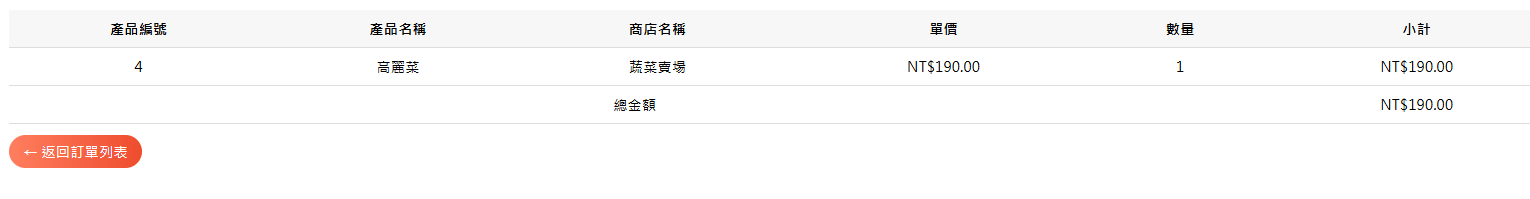 產品編號 產品名稱 商店名稱 單價 數量 小計
4 高麗菜 蔬菜賣場 NT$190.00 1 NT$190.00
總金額 NT$190.00
← 返回訂單列表